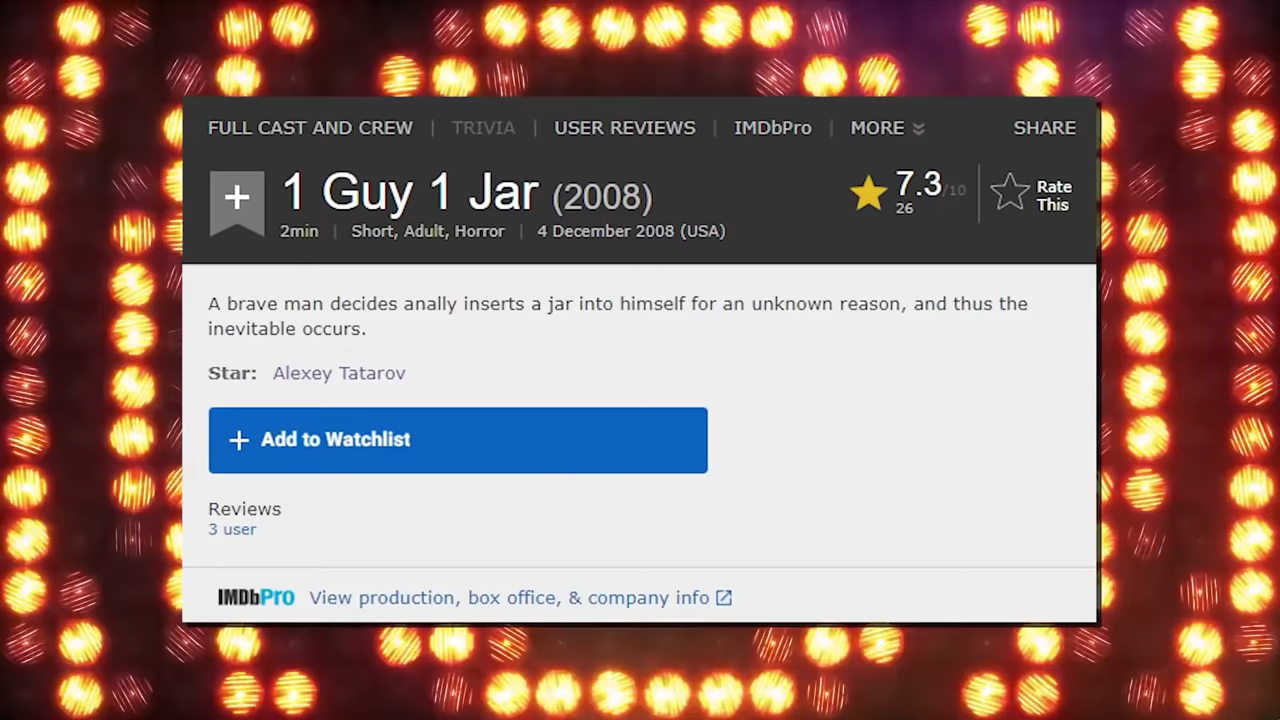 FULL CAST AND CREW | TRIVIA | USER REVIEWS | IMDbPro | MORE SHARE
+ 1 Guy 1 Jar (2008) 7.3/10 Rate
26 This
2min | Short, Adult, Horror | 4 December 2008 (USA)
A brave man decides anally inserts a jar into himself for an unknown reason, and thus the
inevitable occurs.
Star: Alexey Tatarov
+ Add to Watchlist
Reviews
3 user
IMDbPro View production, box office, & company info